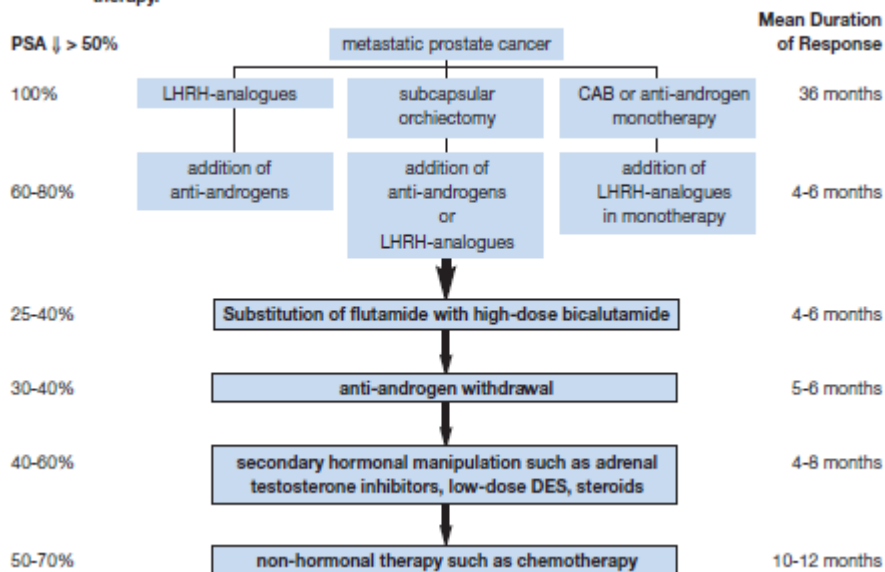 therapy.
PSA ⇓ > 50%
metastatic prostate cancer
Mean Duration
of Response
100%
LHRH-analogues
subcapsular
orchiectomy
CAB or anti-androgen
monotherapy
36 months
60-80%
addition of
anti-androgens
addition of
anti-androgens
or
LHRH-analogues
addition of
LHRH-analogues
in monotherapy
4-6 months
25-40%
Substitution of flutamide with high-dose bicalutamide
4-6 months
30-40%
anti-androgen withdrawal
5-6 months
40-60%
secondary hormonal manipulation such as adrenal
testosterone inhibitors, low-dose DES, steroids
4-8 months
50-70%
non-hormonal therapy such as chemotherapy
10-12 months